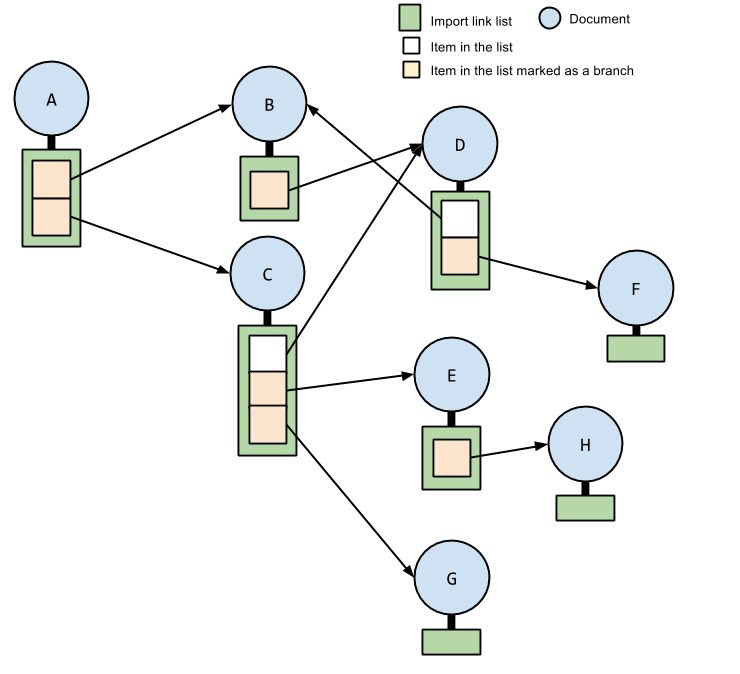 Import link list
Document
Item in the list
Item in the list marked as a branch
A
B
D
C
F
E
H
G